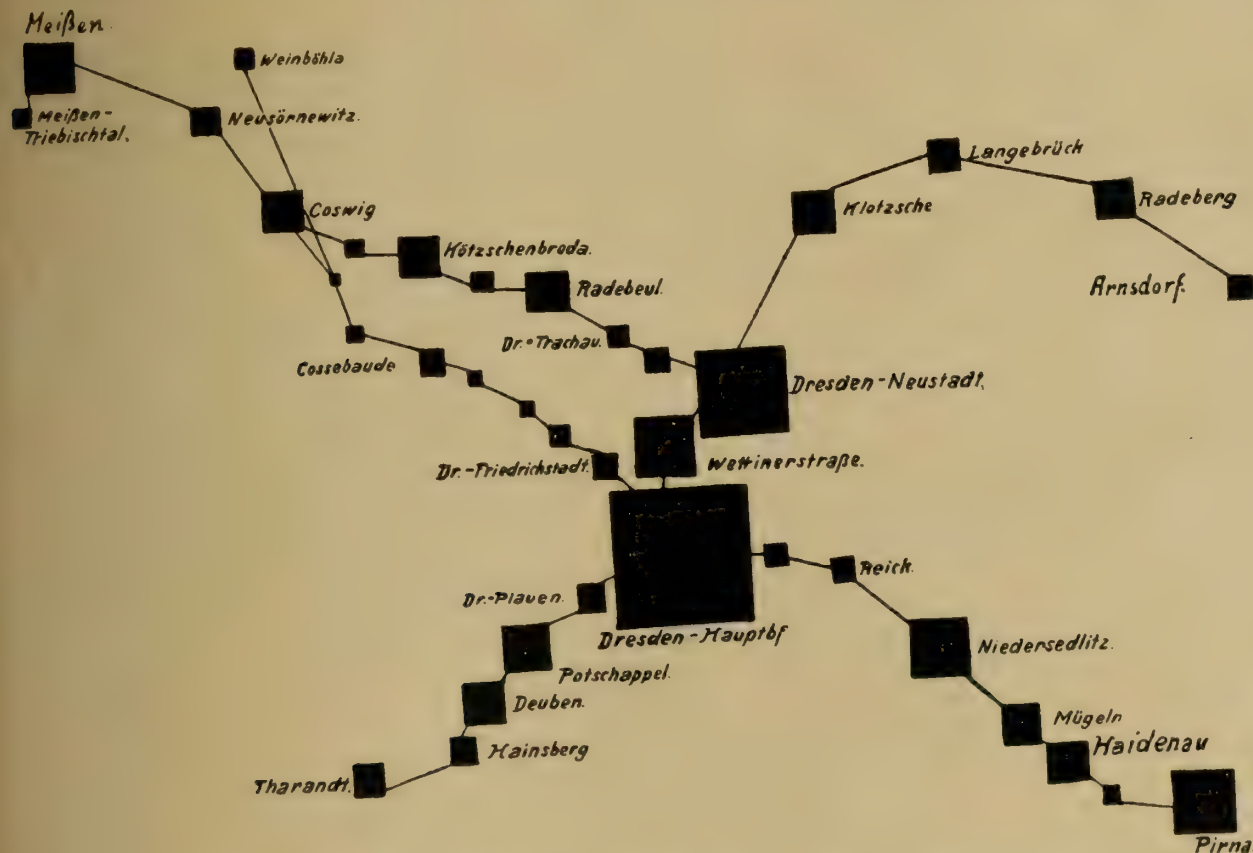 Meißen.
Weinböhla
Meißen-
Triebischtal.
Neusörnewitz.
Langebrück
Coswig
Klotzsche
Radeberg
Kötzschenbroda.
Radebeul.
Arnsdorf.
Dr.-Trachau.
Cossebaude
Dresden-Neustadt.
Dr.-Friedrichstadt.
Wettinerstraße.
Reick.
Dr.-Plauen.
Dresden-Hauptbf
Niedersedlitz.
Potschappel.
Deuben.
Mügeln
Hainsberg
Haidenau
Tharandt.
Pirna